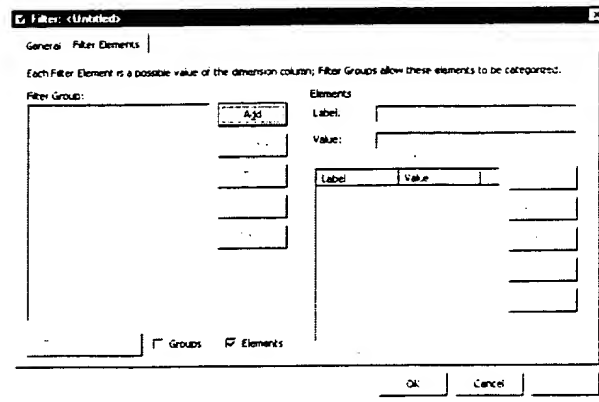 Filter: <Untitled>
General Filter Elements
Each Filter Element is a possible value of the dimension column; Filter Groups allow these elements to be categorized.
Filter Group:
Add
Elements
Label:
Value:
Label Value
Groups Elements
OK Cancel